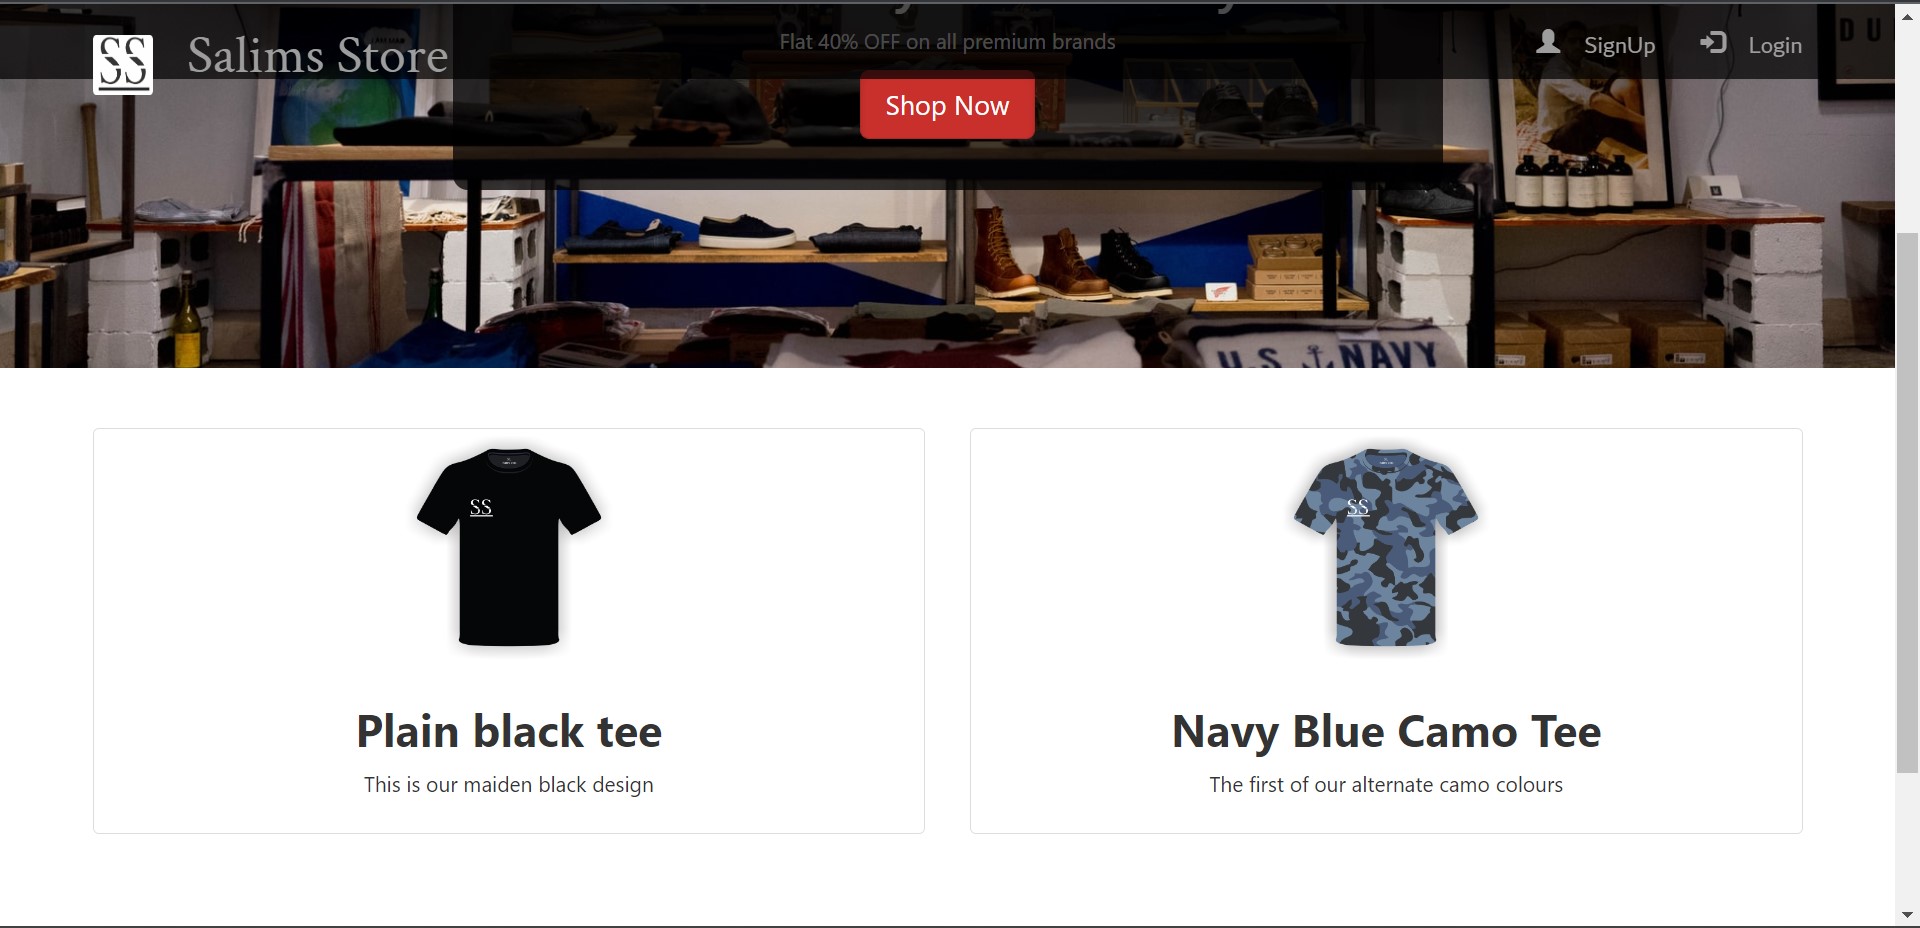 SS
Salims Store
Flat 40% OFF on all premium brands
SignUp
Login
DU
Shop Now
U.S. NAVY
SS
SS
Plain black tee
This is our maiden black design
Navy Blue Camo Tee
The first of our alternate camo colours